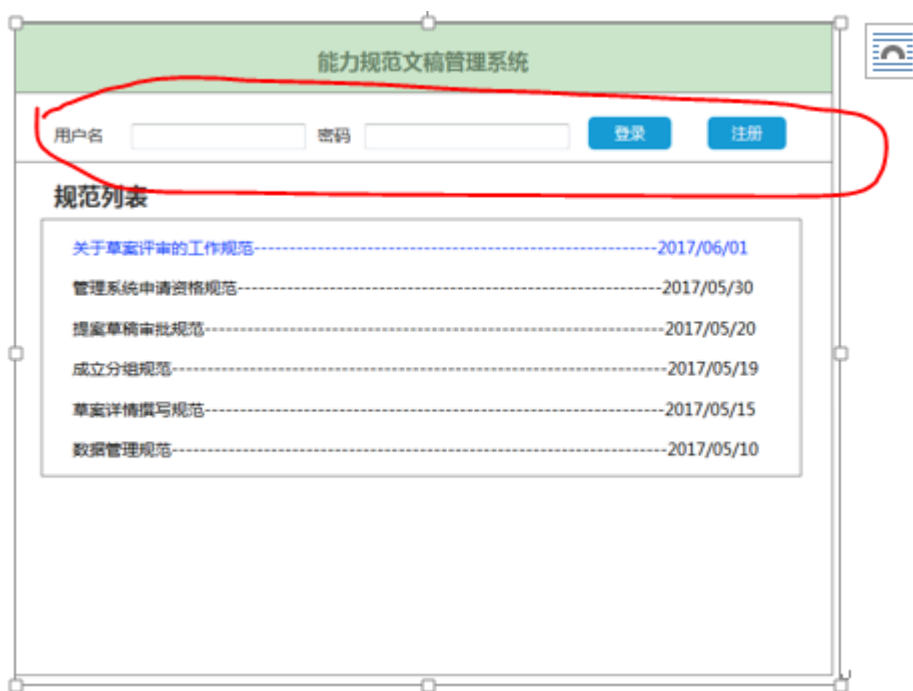 能力规范文稿管理系统
用户名 密码 登录 注册
规范列表
关于草案评审的工作规范---------------------------------------------------------2017/06/01
管理系统申请资格规范------------------------------------------------------------2017/05/30
提案草稿审批规范-----------------------------------------------------------------2017/05/20
成立分组规范----------------------------------------------------------------------2017/05/19
草案详情撰写规范-----------------------------------------------------------------2017/05/15
数据管理规范----------------------------------------------------------------------2017/05/10